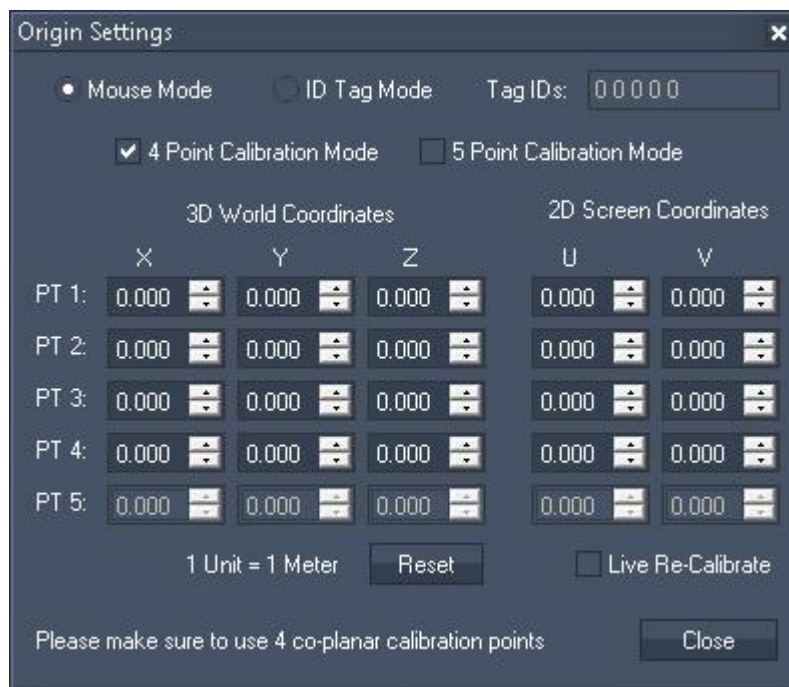 Origin Settings
Mouse Mode ID Tag Mode Tag IDs: 00000
4 Point Calibration Mode 5 Point Calibration Mode
3D World Coordinates 2D Screen Coordinates
X Y Z U V
PT 1: 0.000 0.000 0.000 0.000 0.000
PT 2: 0.000 0.000 0.000 0.000 0.000
PT 3: 0.000 0.000 0.000 0.000 0.000
PT 4: 0.000 0.000 0.000 0.000 0.000
PT 5: 0.000 0.000 0.000 0.000 0.000
1 Unit = 1 Meter Reset Live Re-Calibrate
Please make sure to use 4 co-planar calibration points Close